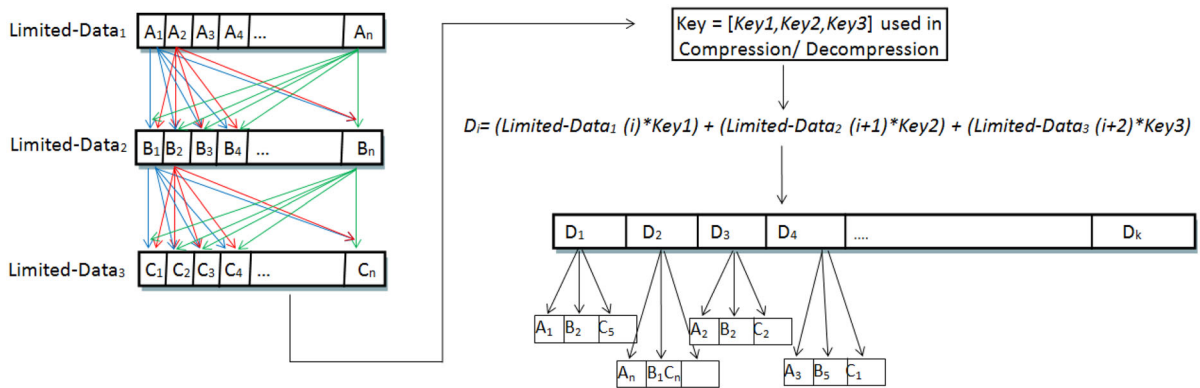 Limited-Data₁ A₁ A₂ A₃ A₄ ... Aₙ
Limited-Data₂ B₁ B₂ B₃ B₄ ... Bₙ
Limited-Data₃ C₁ C₂ C₃ C₄ ... Cₙ
Key = [Key1,Key2,Key3] used in
Compression/ Decompression
Dᵢ= (Limited-Data₁ (i)*Key1) + (Limited-Data₂ (i+1)*Key2) + (Limited-Data₃ (i+2)*Key3)
D₁ D₂ D₃ D₄ .... Dₖ
A₁ B₂ C₅
Aₙ B₁Cₙ
A₂ B₂ C₂
A₃ B₅ C₁